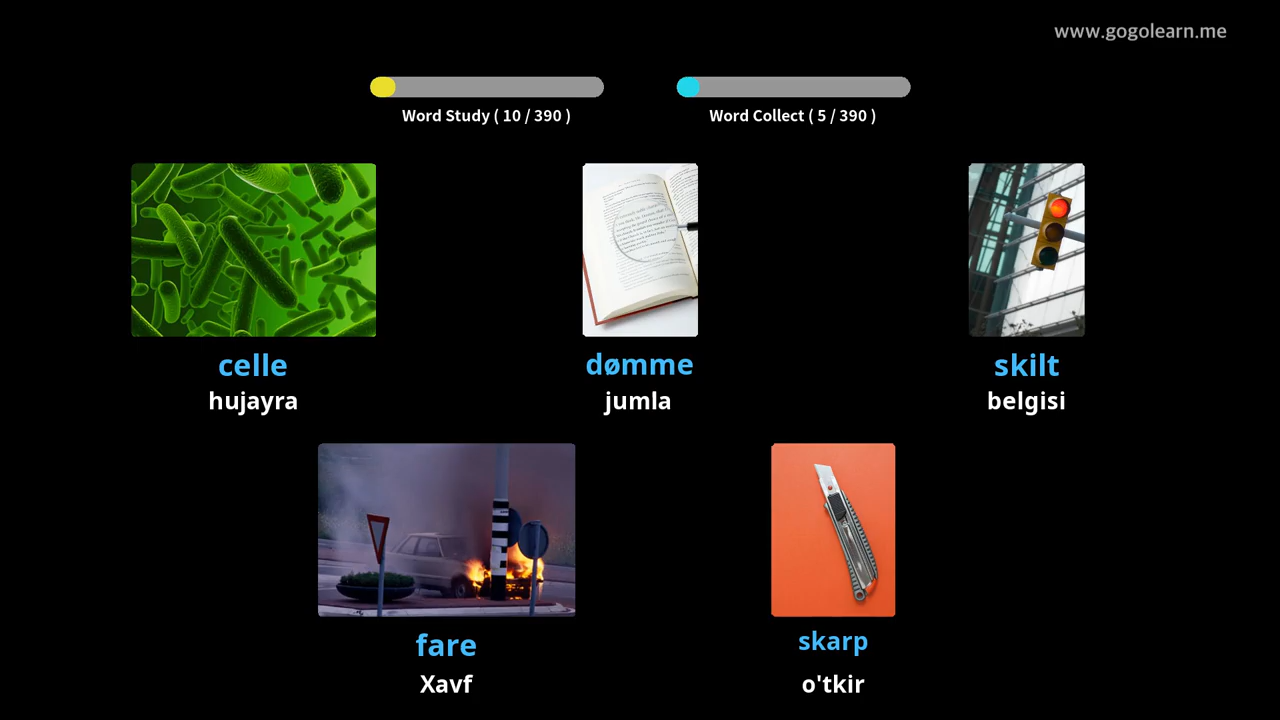 www.gogolearn.me
Word Study ( 10 / 390 )
Word Collect ( 5 / 390 )
celle
hujayra
dømme
jumla
skilt
belgisi
fare
Xavf
skarp
o'tkir